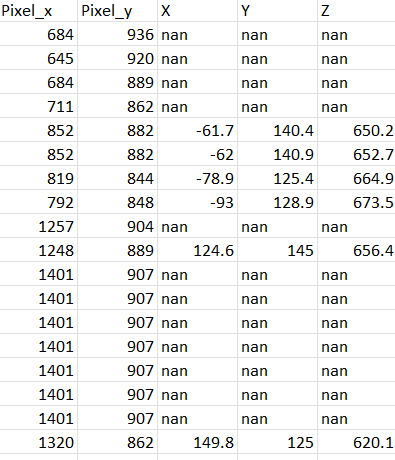 Pixel_x Pixel_y X Y Z
684 936 nan nan nan
645 920 nan nan nan
684 889 nan nan nan
711 862 nan nan nan
852 882 -61.7 140.4 650.2
852 882 -62 140.9 652.7
819 844 -78.9 125.4 664.9
792 848 -93 128.9 673.5
1257 904 nan nan nan
1248 889 124.6 145 656.4
1401 907 nan nan nan
1401 907 nan nan nan
1401 907 nan nan nan
1401 907 nan nan nan
1401 907 nan nan nan
1401 907 nan nan nan
1401 907 nan nan nan
1320 862 149.8 125 620.1